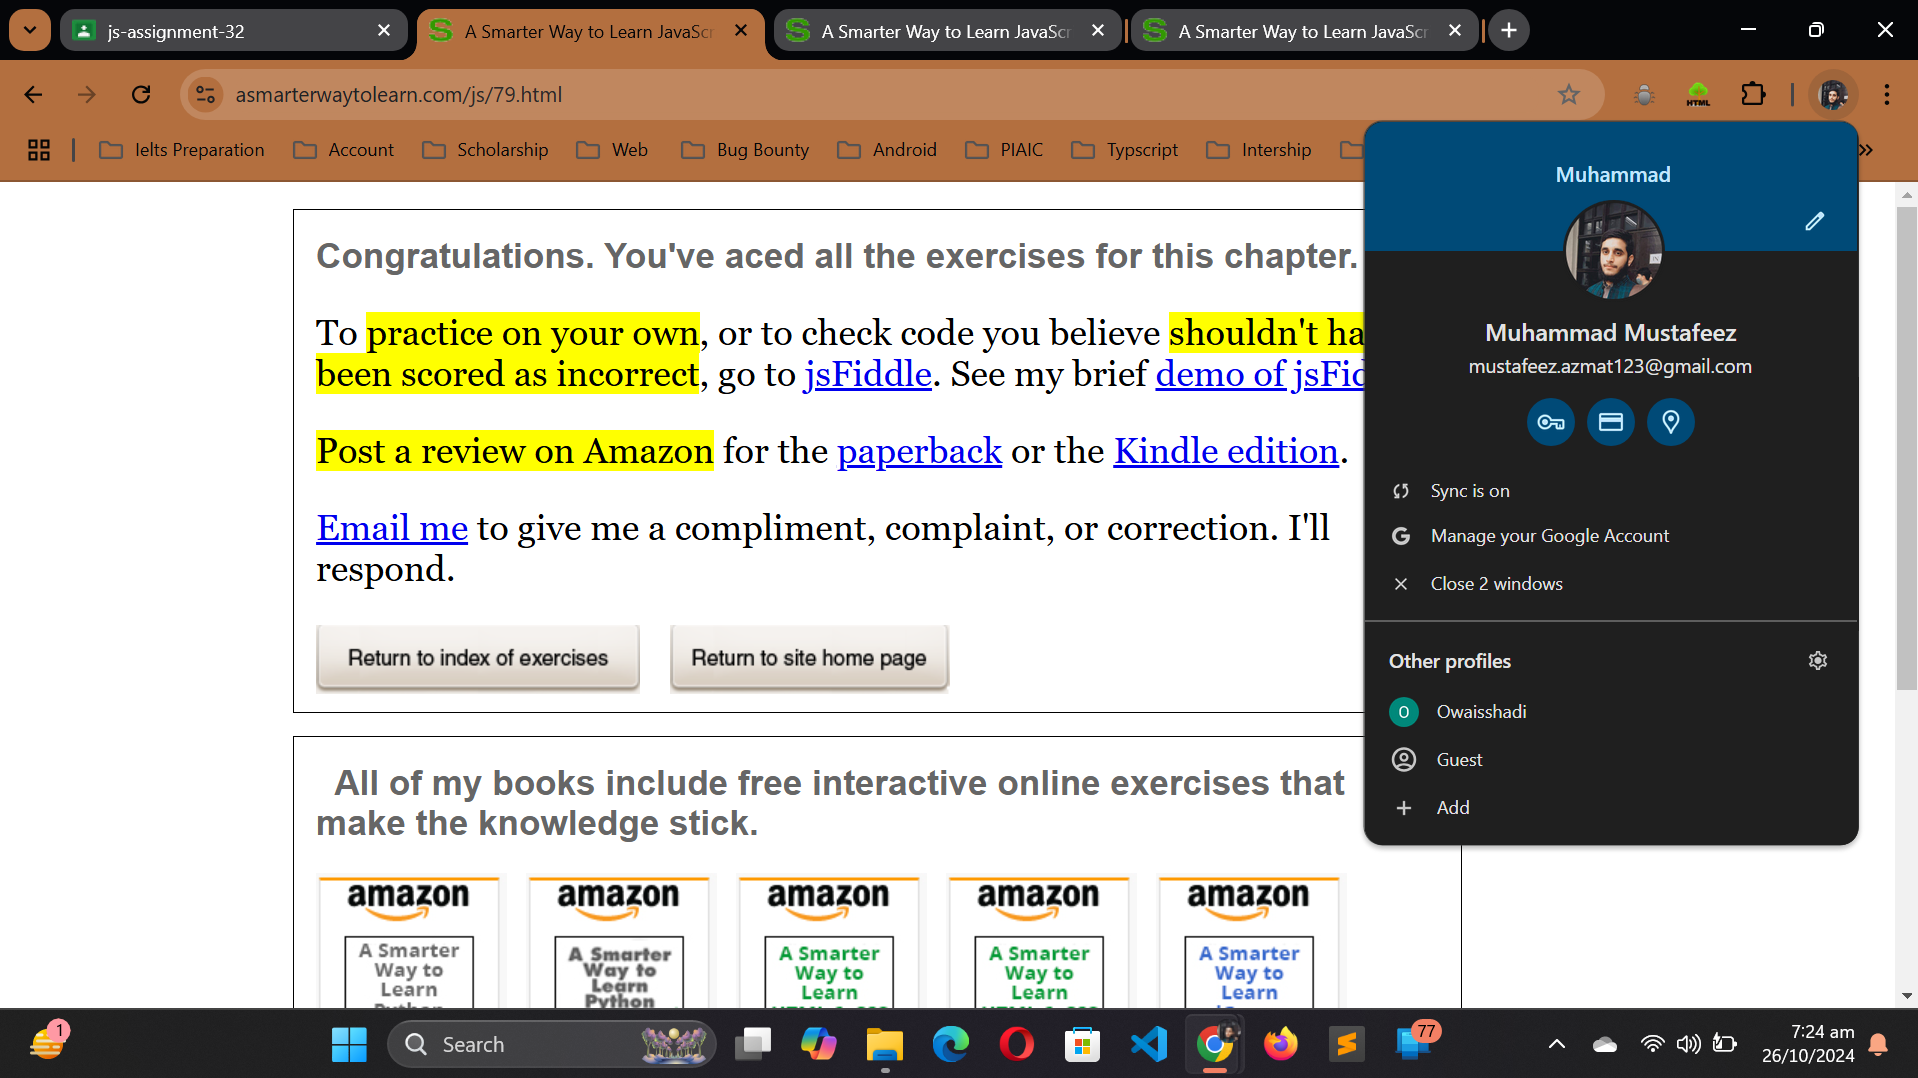 js-assignment-32
A Smarter Way to Learn JavaScr
A Smarter Way to Learn JavaScr
A Smarter Way to Learn JavaScr
asmarterwaytolearn.com/js/79.html
HTML
Ielts Preparation
Account
Scholarship
Web
Bug Bounty
Android
PIAIC
Typscript
Intership
Congratulations. You've aced all the exercises for this chapter.
To practice on your own, or to check code you believe shouldn't ha
been scored as incorrect, go to jsFiddle. See my brief demo of jsFid
Post a review on Amazon for the paperback or the Kindle edition.
Email me to give me a compliment, complaint, or correction. I'll
respond.
Return to index of exercises
Return to site home page
All of my books include free interactive online exercises that
make the knowledge stick.
amazon
A Smarter
Way to
Learn
Python
amazon
A Smarter
Way to
Learn
Python
amazon
A Smarter
Way to
Learn
HTML & CSS
amazon
A Smarter
Way to
Learn
HTML & CSS
amazon
A Smarter
Way to
Learn
Muhammad
Muhammad Mustafeez
mustafeez.azmat123@gmail.com
Sync is on
Manage your Google Account
Close 2 windows
Other profiles
O
Owaisshadi
Guest
Add
1
Search
77
7:24 am
26/10/2024